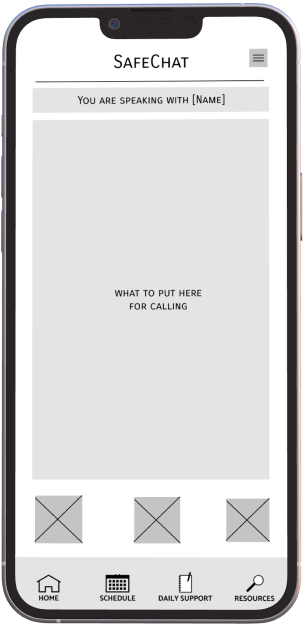 SafeChat
You are speaking with [Name]
what to put here
for calling
HOME
SCHEDULE
DAILY SUPPORT
RESOURCES